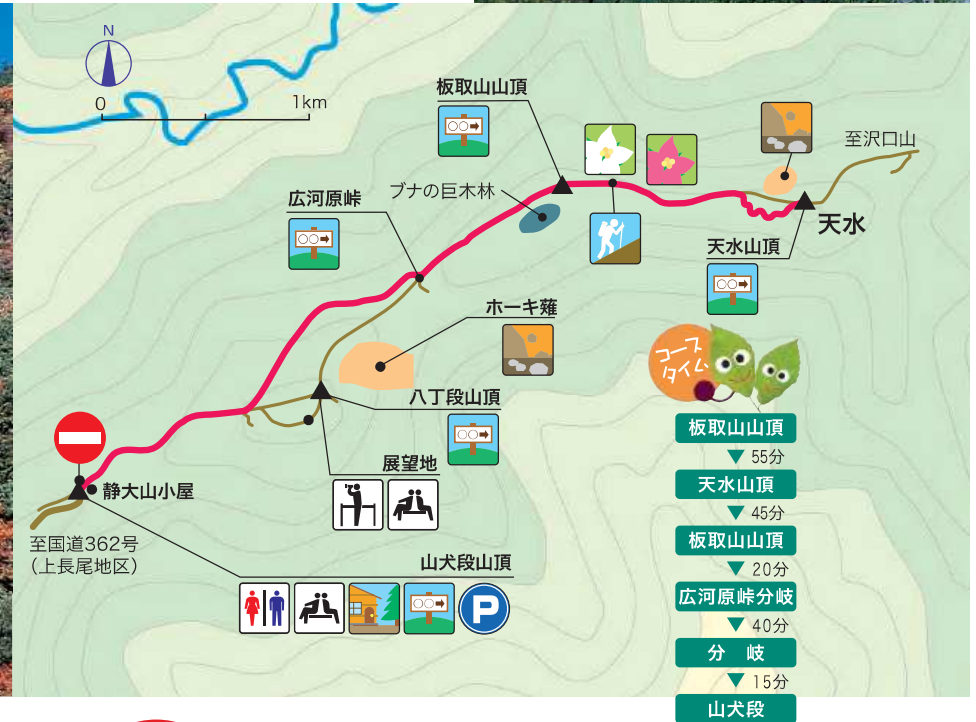 N
0
1km
板取山山頂
至沢口山
ブナの巨木林
広河原峠
天水
天水山頂
ホーキ薙
コース
タイム
八丁段山頂
板取山山頂
55分
展望地
天水山頂
静大山小屋
45分
至国道362号
(上長尾地区)
板取山山頂
山犬段山頂
20分
P
広河原峠分岐
40分
分 岐
15分
山犬段